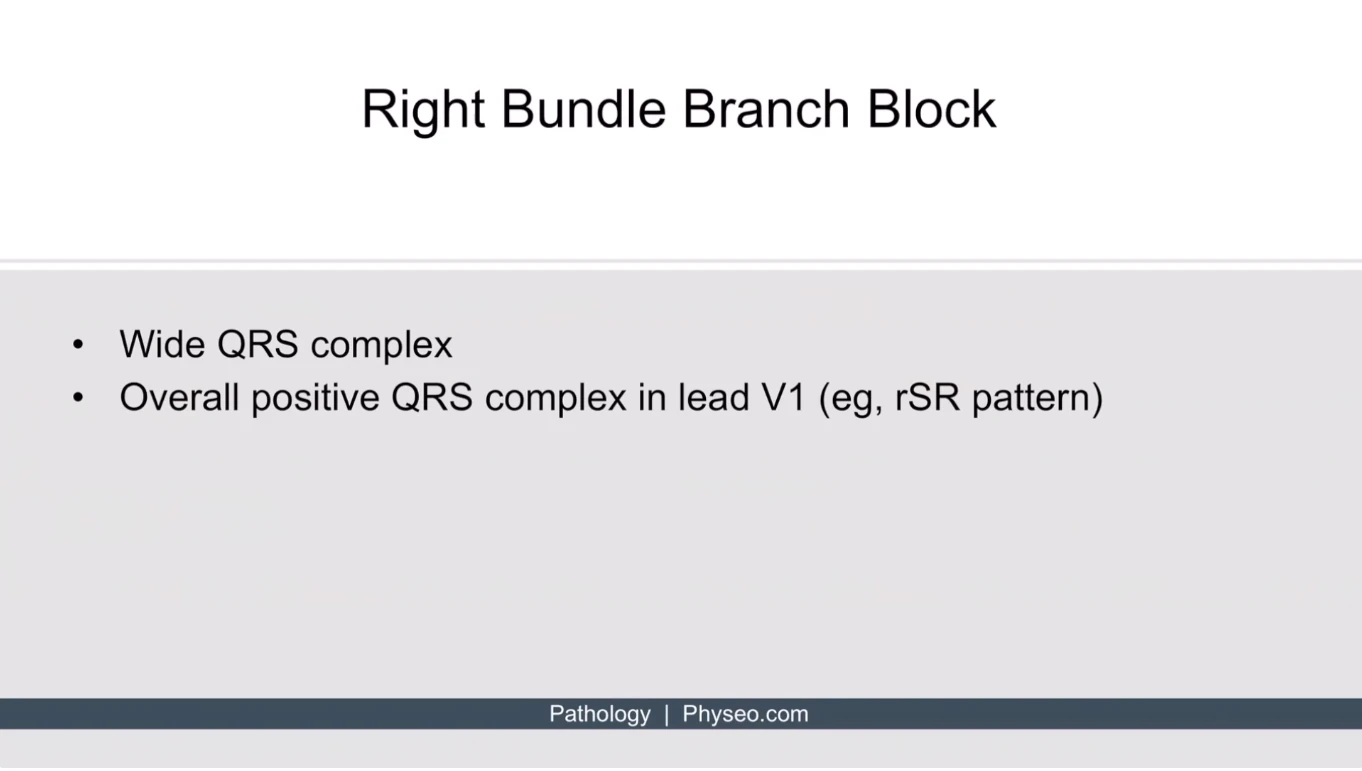 Right Bundle Branch Block
• Wide QRS complex
• Overall positive QRS complex in lead V1 (eg, rSR pattern)
Pathology | Physeo.com